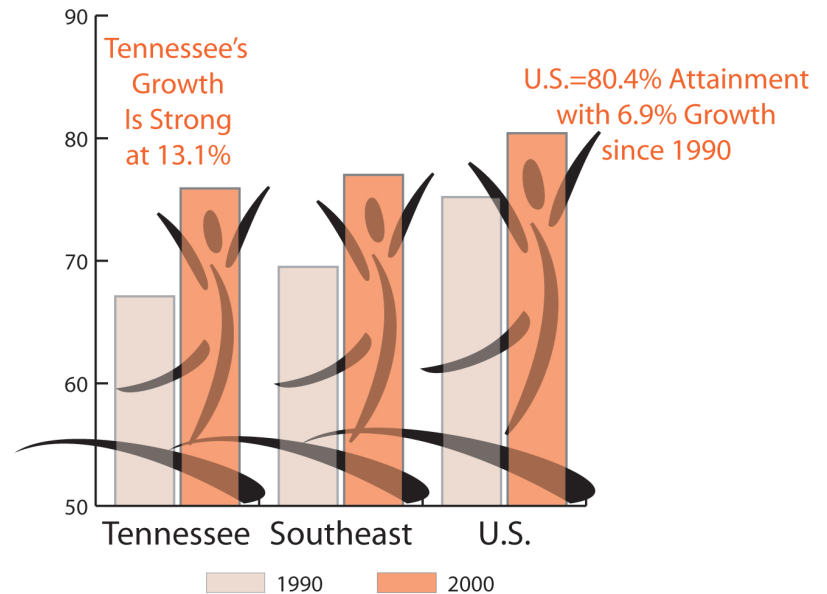 90
80
70
60
50
Tennessee's
Growth
Is Strong
at 13.1%
U.S.=80.4% Attainment
with 6.9% Growth
since 1990
Tennessee Southeast U.S.
1990 2000